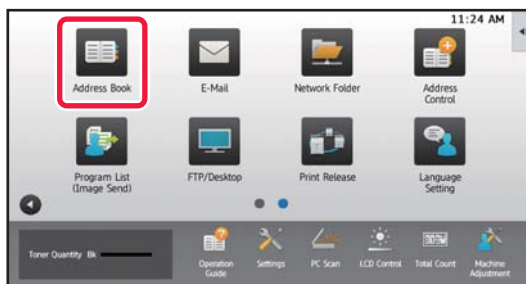 11:24 AM
Address Book
E-Mail
Network Folder
Address
Control
Program List
(Image Send)
FTP/Desktop
Print Release
Language
Setting
Toner Quantity Bk
Operation
Guide
Settings
PC Scan
LCD Control
Total Count
Machine
Adjustment